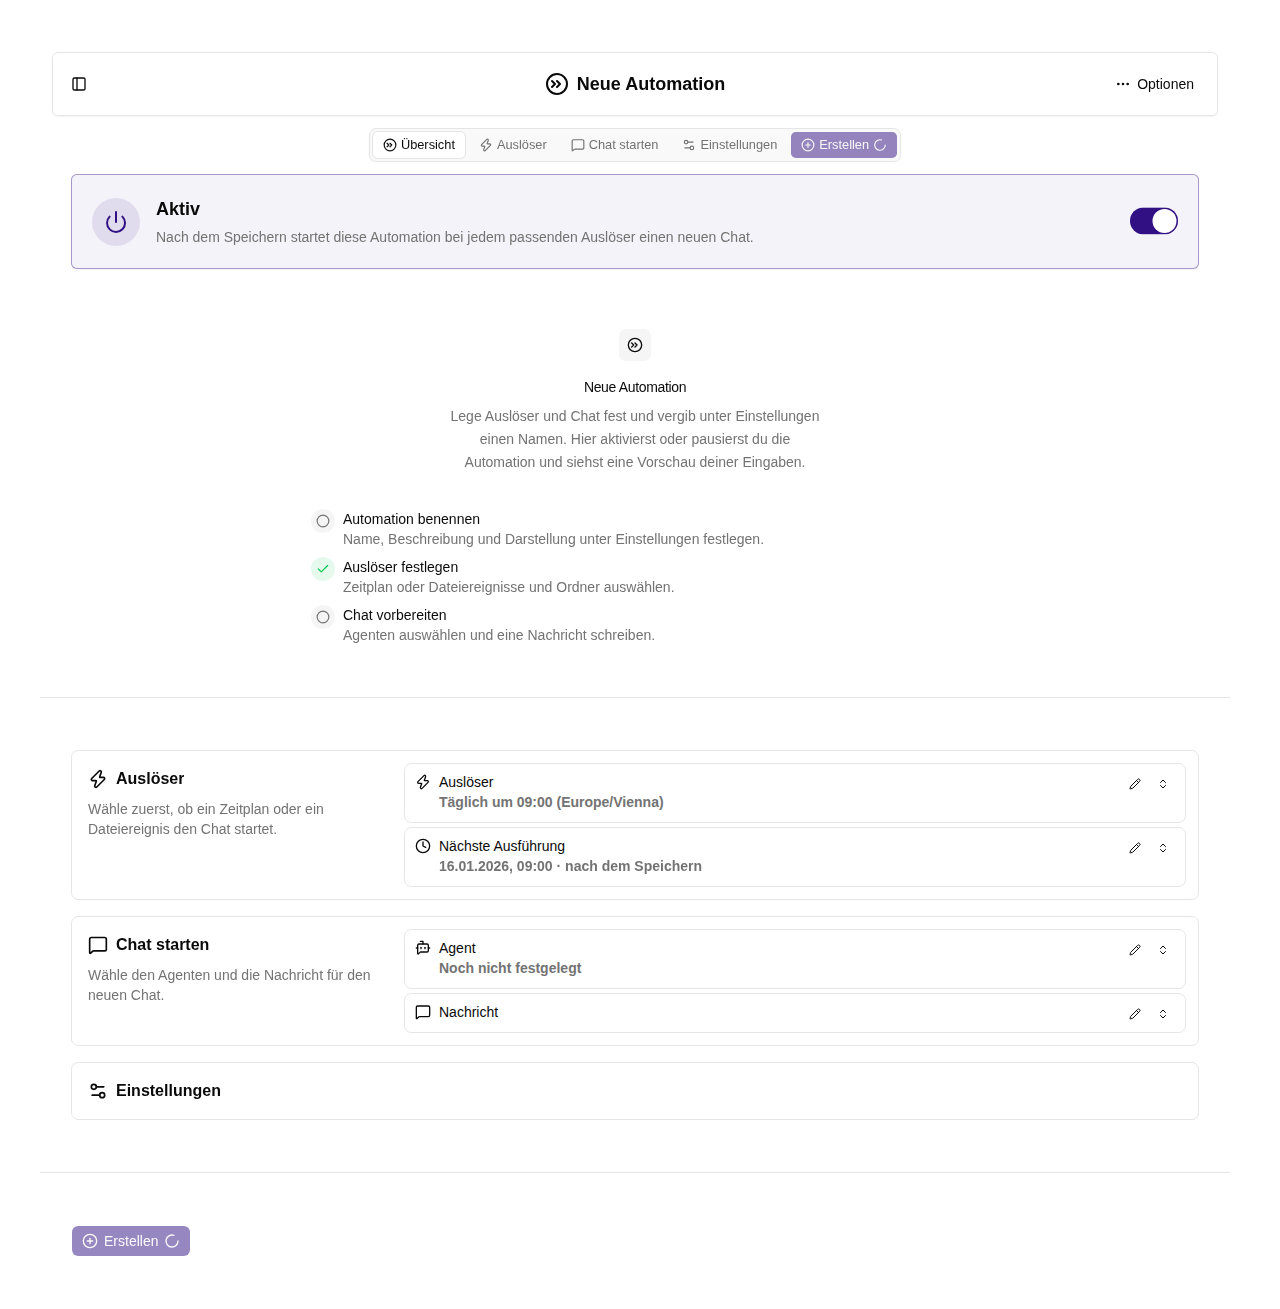 Neue Automation
Optionen
Übersicht
Auslöser
Chat starten
Einstellungen
Erstellen
Aktiv
Nach dem Speichern startet diese Automation bei jedem passenden Auslöser einen neuen Chat.
Neue Automation
Lege Auslöser und Chat fest und vergib unter Einstellungen
einen Namen. Hier aktivierst oder pausierst du die
Automation und siehst eine Vorschau deiner Eingaben.
Automation benennen
Name, Beschreibung und Darstellung unter Einstellungen festlegen.
Auslöser festlegen
Zeitplan oder Dateiereignisse und Ordner auswählen.
Chat vorbereiten
Agenten auswählen und eine Nachricht schreiben.
Auslöser
Wähle zuerst, ob ein Zeitplan oder ein
Dateiereignis den Chat startet.
Auslöser
Täglich um 09:00 (Europe/Vienna)
Nächste Ausführung
16.01.2026, 09:00 · nach dem Speichern
Chat starten
Wähle den Agenten und die Nachricht für den
neuen Chat.
Agent
Noch nicht festgelegt
Nachricht
Einstellungen
Erstellen